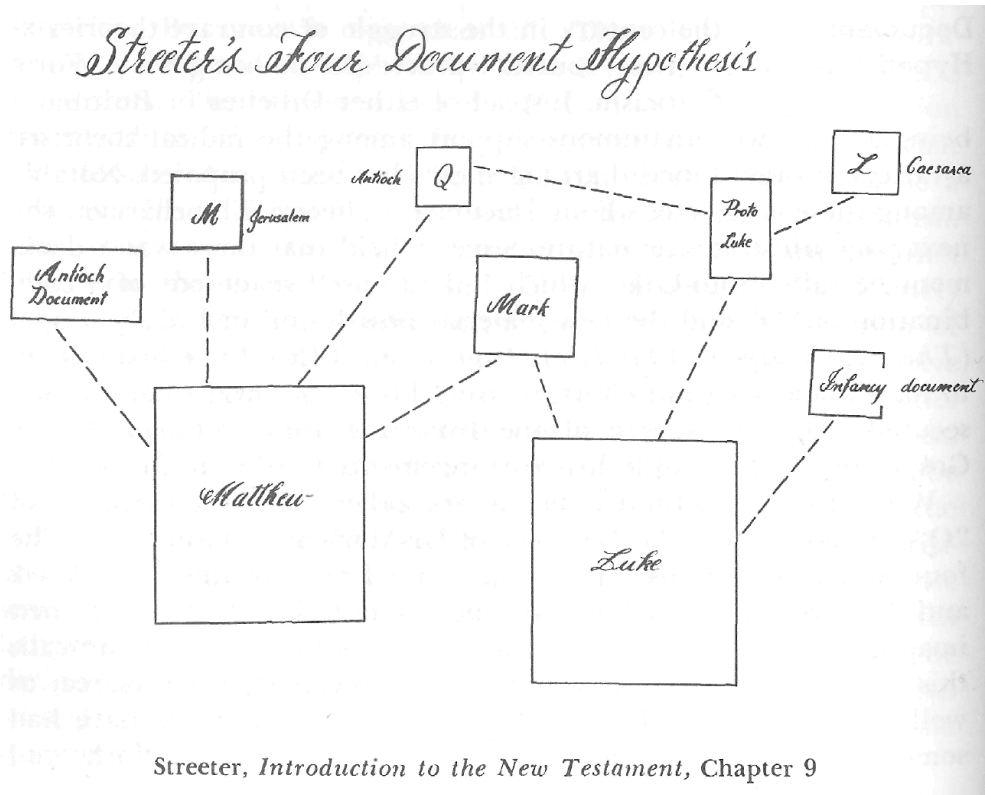 Streeter's Four Document Hypothesis
Antioch
Document
M
Jerusalem
Antioch
Q
Mark
Proto
Luke
L
Caesarea
Infancy document
Matthew
Luke
Streeter, Introduction to the New Testament, Chapter 9